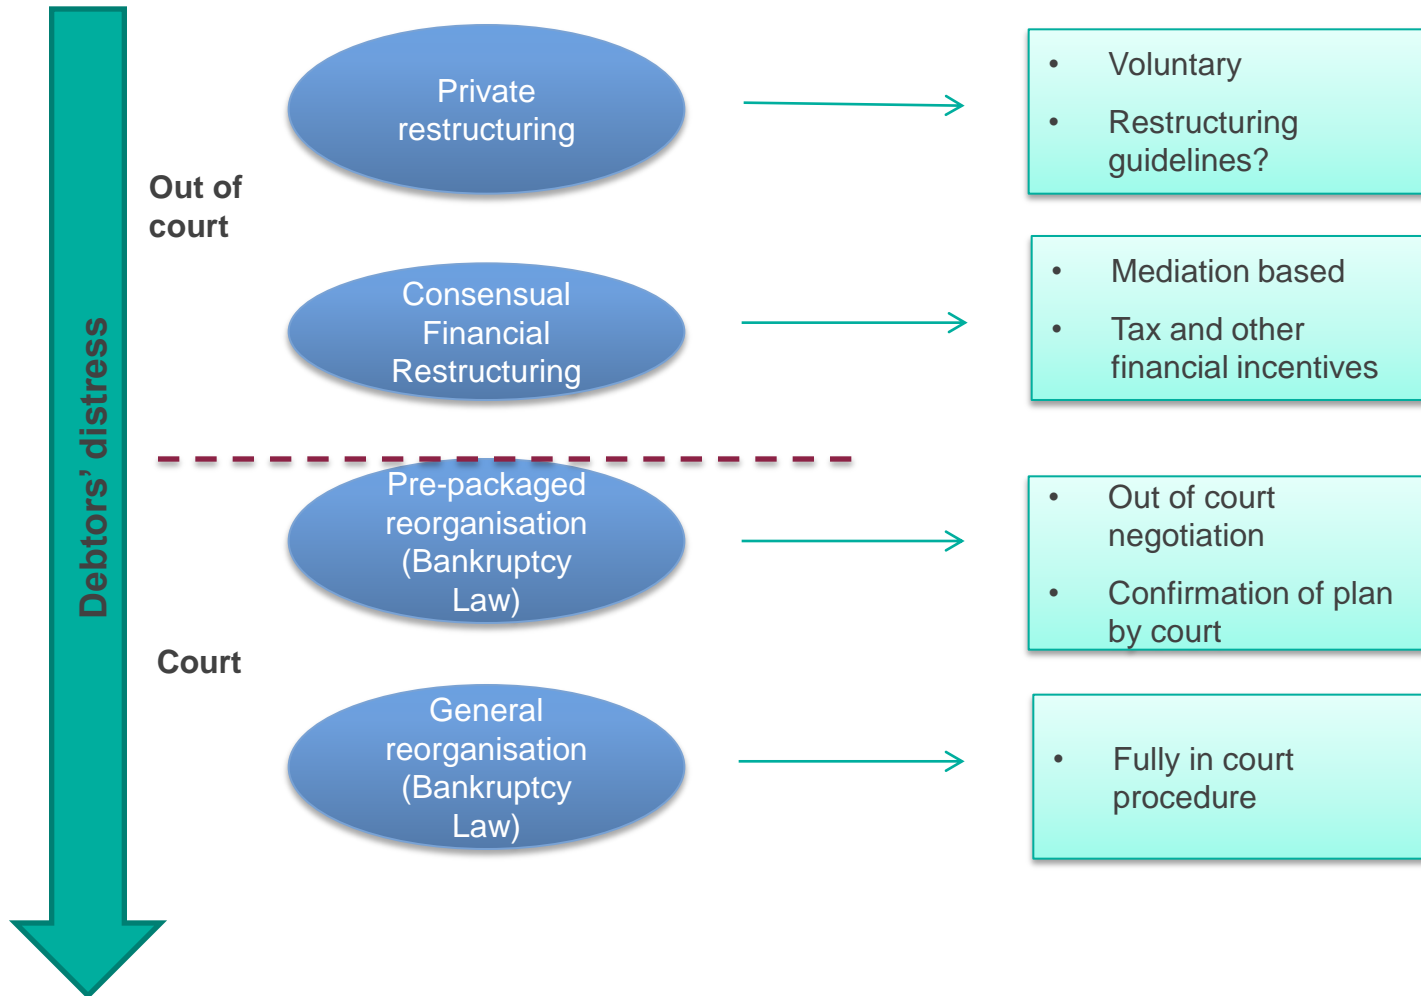 Debtors' distress
Out of
court
Private
restructuring
• Voluntary
• Restructuring
guidelines?
Consensual
Financial
Restructuring
• Mediation based
• Tax and other
financial incentives
Court
Pre-packaged
reorganisation
(Bankruptcy
Law)
• Out of court
negotiation
• Confirmation of plan
by court
General
reorganisation
(Bankruptcy
Law)
• Fully in court
procedure